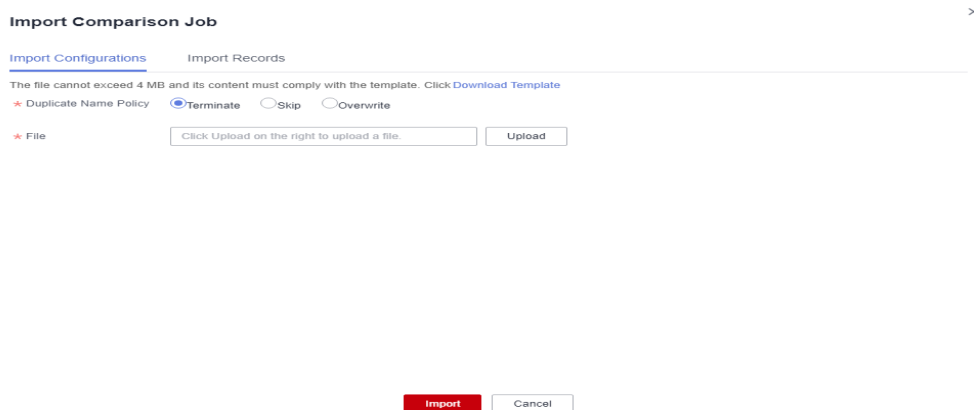 Import Comparison Job
Import Configurations Import Records
The file cannot exceed 4 MB and its content must comply with the template. Click Download Template
* Duplicate Name Policy Terminate Skip Overwrite
* File Click Upload on the right to upload a file. Upload
Import Cancel